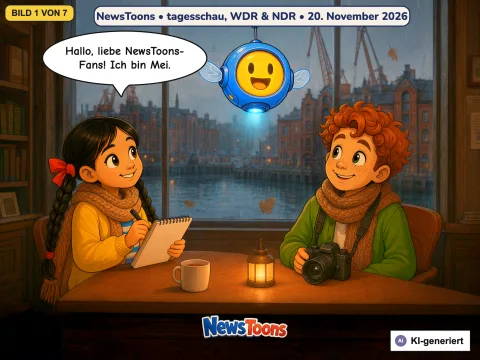 BILD 1 VON 7
NewsToons • tagesschau, WDR & NDR • 20. November 2026
Hallo, liebe NewsToons-
Fans! Ich bin Mei.
NewsToons
AI KI-generiert